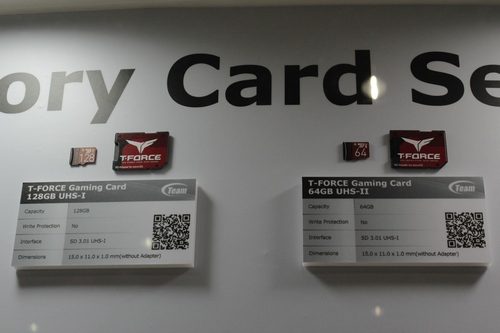 ory Card Se
128
T-FORCE
64
T-FORCE
T-FORCE Gaming Card
128GB UHS-I
Team
Capacity 128GB
Write Protection No
Interface SD 3.01 UHS-I
Dimensions 15.0 x 11.0 x 1.0 mm(without Adapter)
T-FORCE Gaming Card
64GB UHS-II
Team
Capacity 64GB
Write Protection No
Interface SD 3.01 UHS-I
Dimensions 15.0 x 11.0 x 1.0 mm(without Adapter)